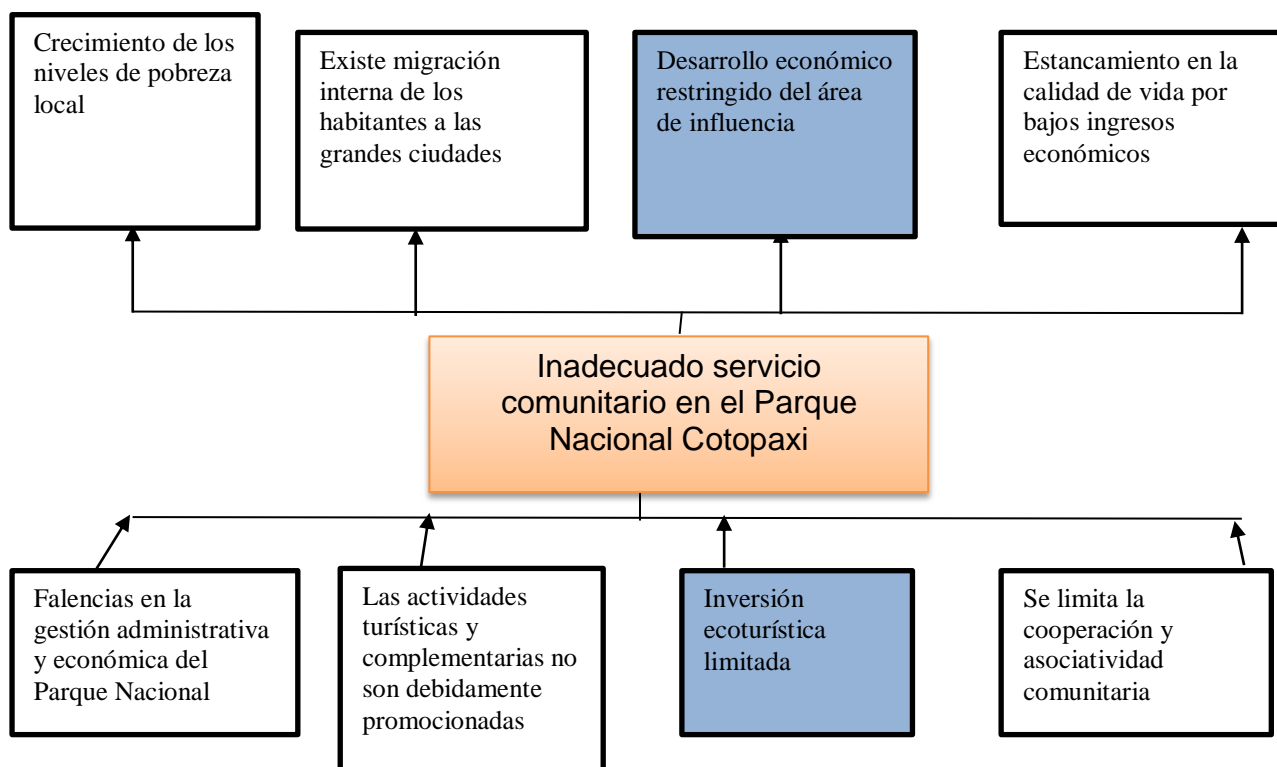 Crecimiento de los
niveles de pobreza
local
Existe migración
interna de los
habitantes a las
grandes ciudades
Desarrollo económico
restringido del área
de influencia
Estancamiento en la
calidad de vida por
bajos ingresos
económicos
Inadecuado servicio
comunitario en el Parque
Nacional Cotopaxi
Falencias en la
gestión administrativa
y económica del
Parque Nacional
Las actividades
turísticas y
complementarias no
son debidamente
promocionadas
Inversión
ecoturística
limitada
Se limita la
cooperación y
asociatividad
comunitaria